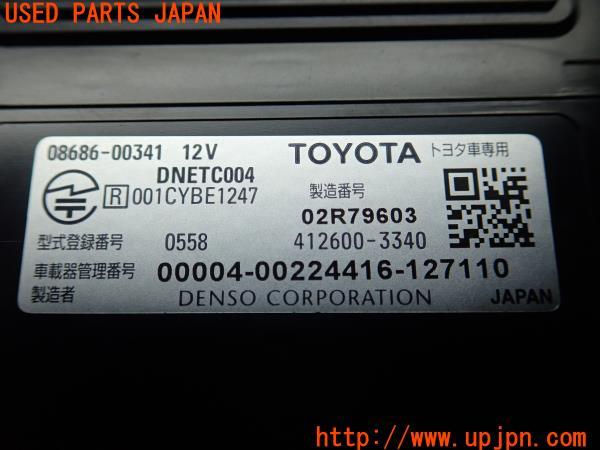 USED PARTS JAPAN
08686-00341 12V TOYOTA トヨタ車専用
DNETC004
R 001CYBE1247 製造番号
02R79603
型式登録番号 0558 412600-3340
車載器管理番号 00004-00224416-127110
製造者 DENSO CORPORATION JAPAN
http://www.upjpn.com/